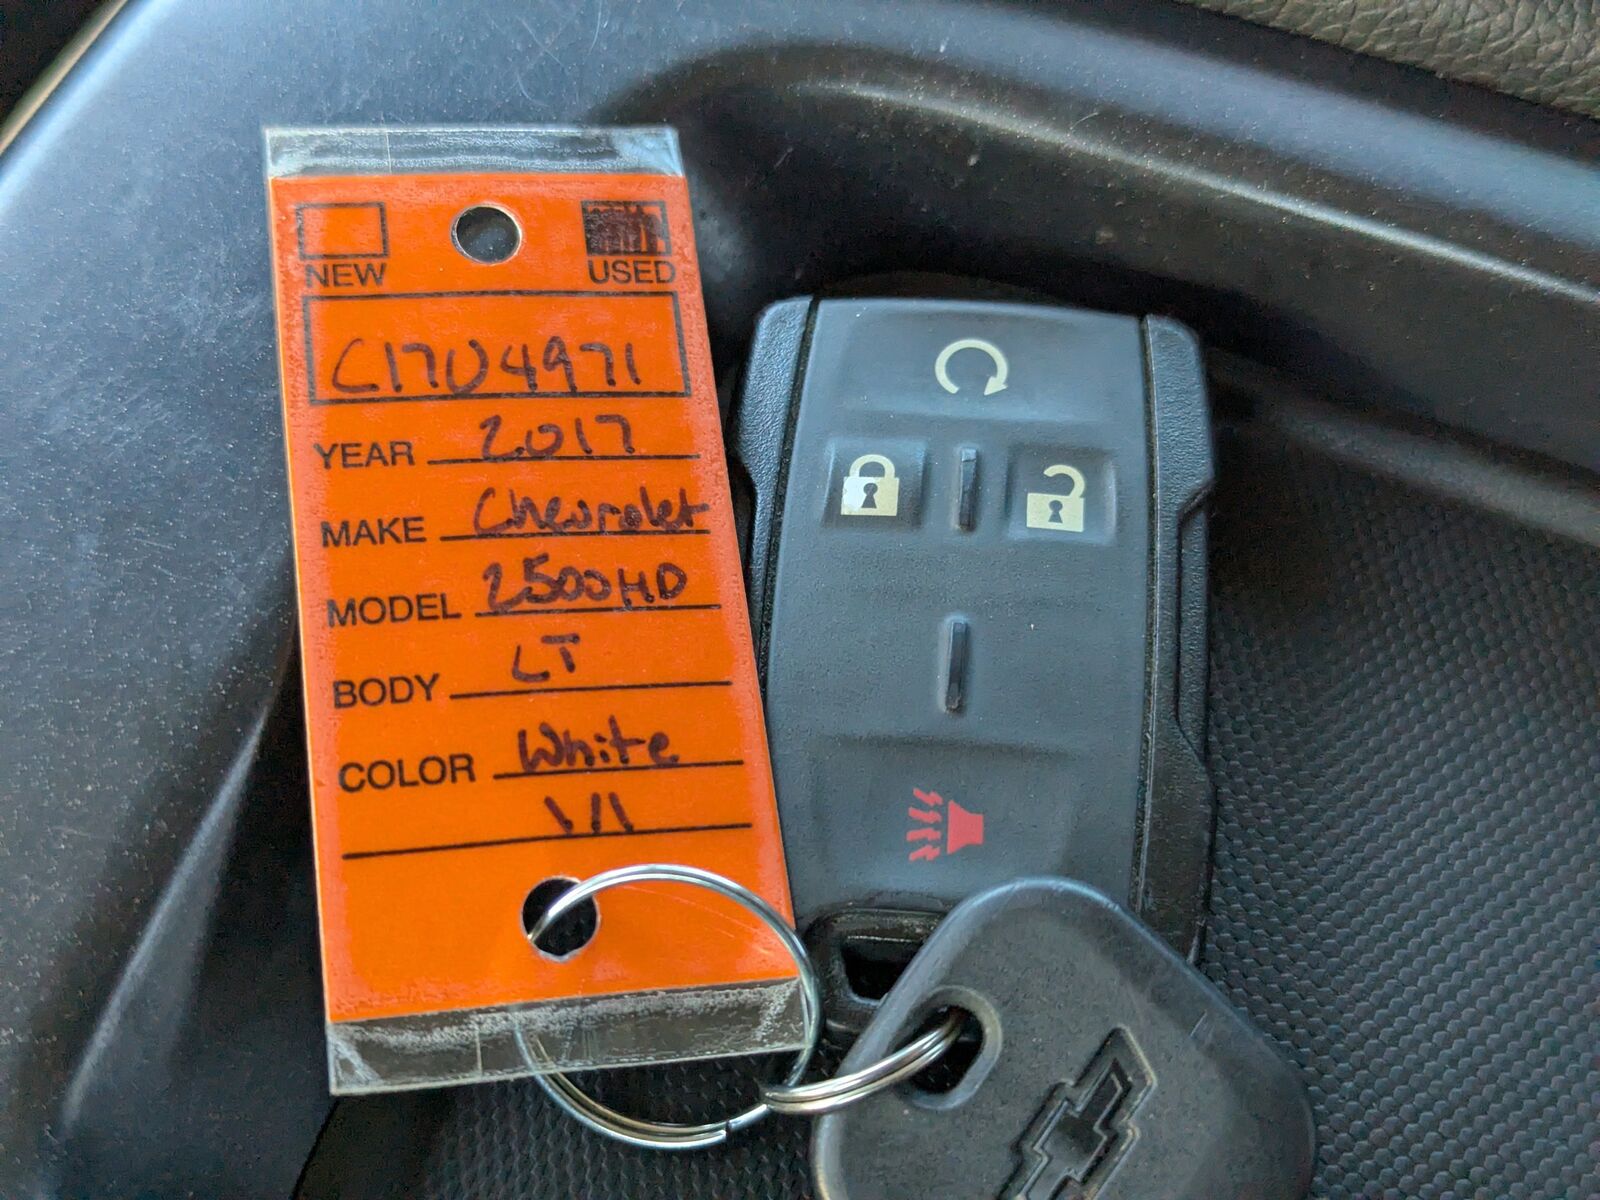 NEW USED
C17U4971
YEAR 2017
MAKE Chevrolet
MODEL 2500HD
BODY LT
COLOR White
1/1